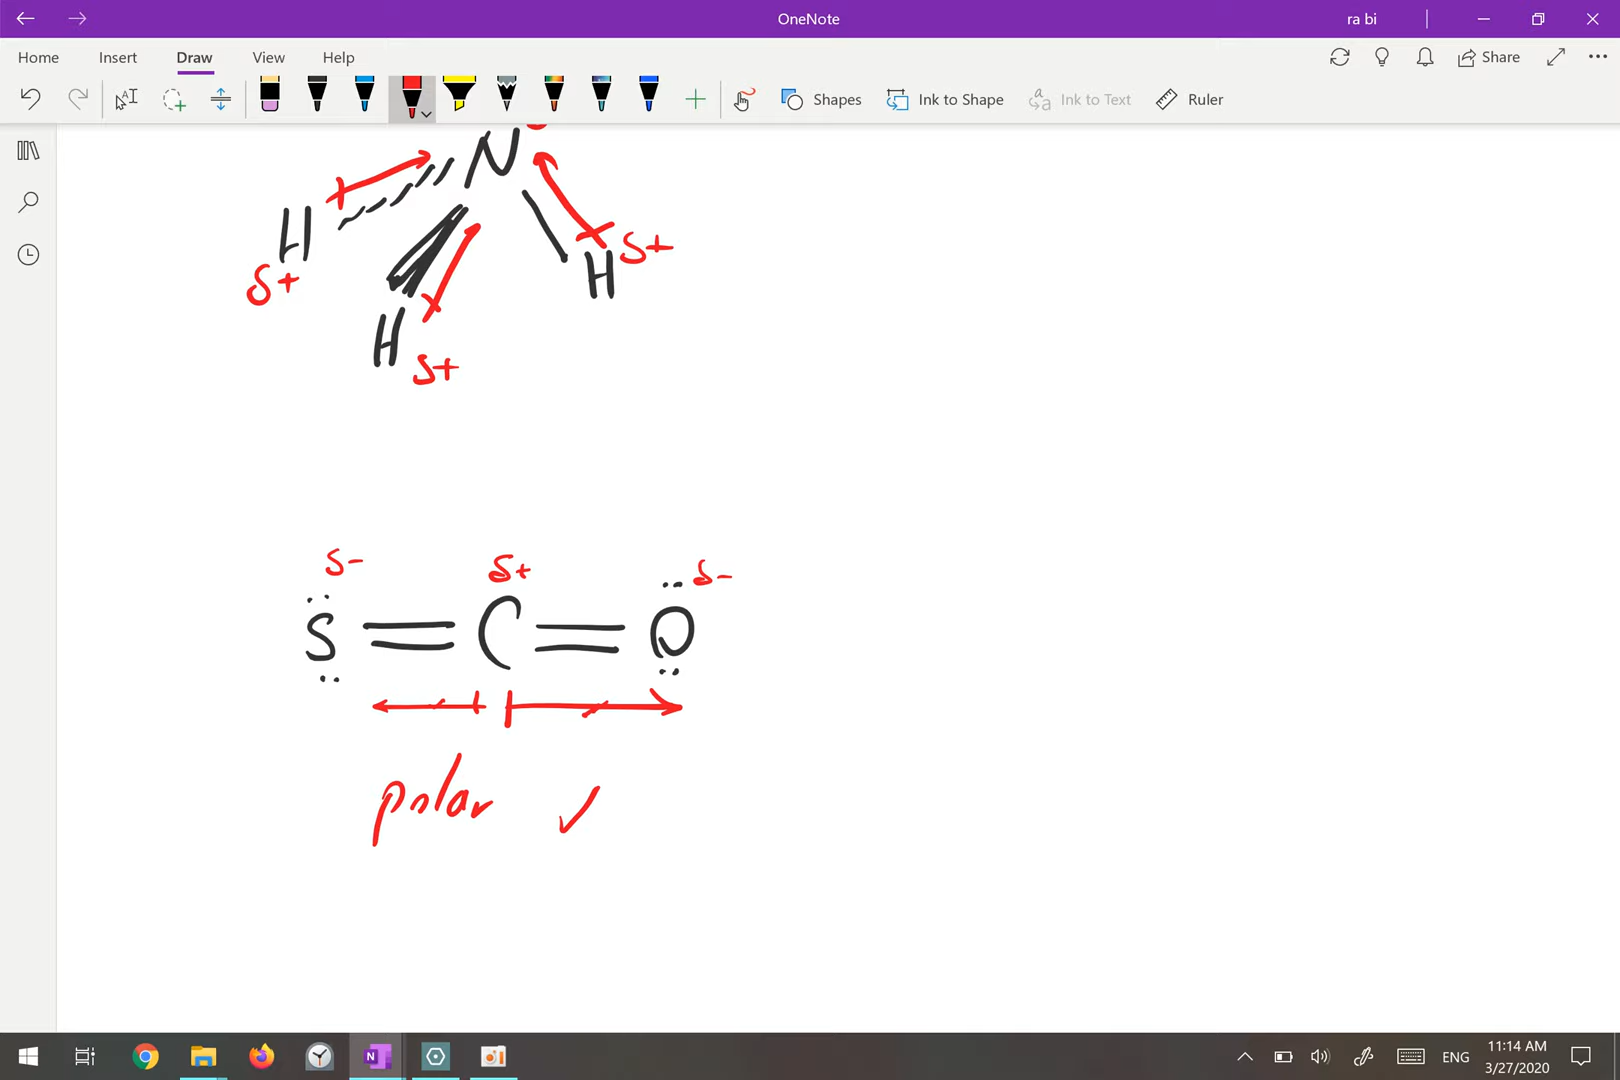 OneNote
ra bi
Home Insert Draw View Help
Share
Shapes Ink to Shape Ink to Text Ruler
N
H
δ+
H
δ+
H
δ+
δ- δ+ δ-
S = C = O
polar ✓
ENG
11:14 AM
3/27/2020